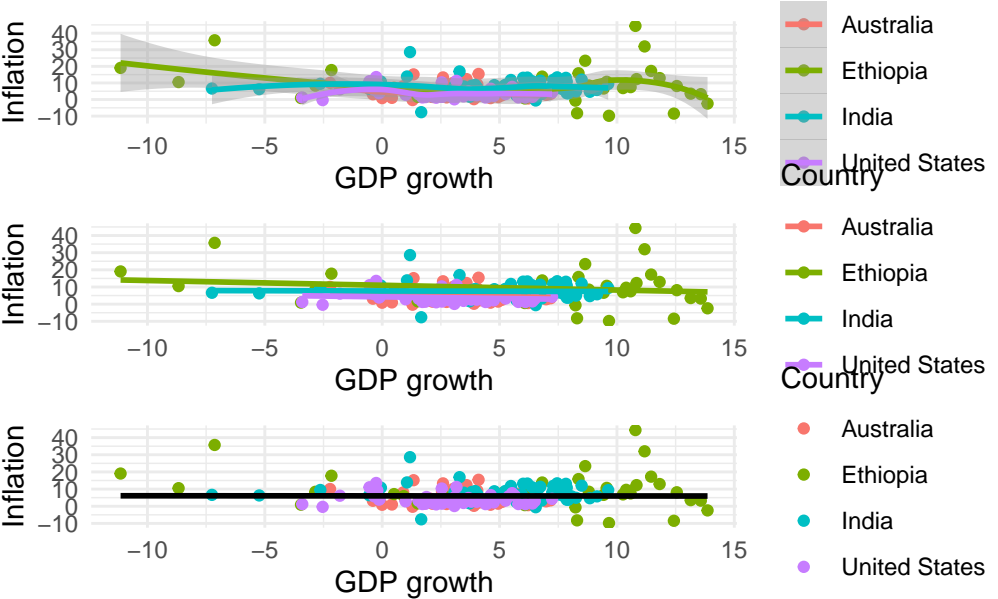 Inflation
40
30
20
10
0
−10
−10 −5 0 5 10 15
GDP growth
Australia
Ethiopia
India
United States
Country
Inflation
40
30
20
10
0
−10
−10 −5 0 5 10 15
GDP growth
Australia
Ethiopia
India
United States
Country
Inflation
40
30
20
10
0
−10
−10 −5 0 5 10 15
GDP growth
Australia
Ethiopia
India
United States